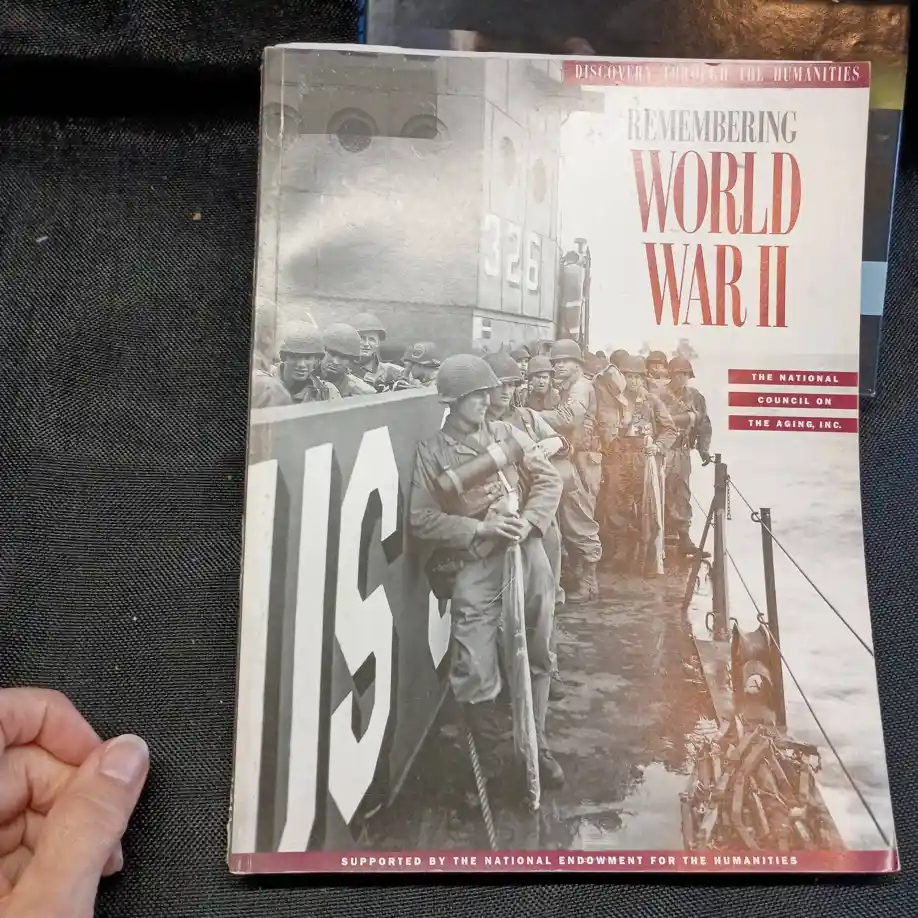 DISCOVERY THROUGH THE HUMANITIES
REMEMBERING
WORLD
WAR II
326
THE NATIONAL
COUNCIL ON
THE AGING, INC.
US
SUPPORTED BY THE NATIONAL ENDOWMENT FOR THE HUMANITIES